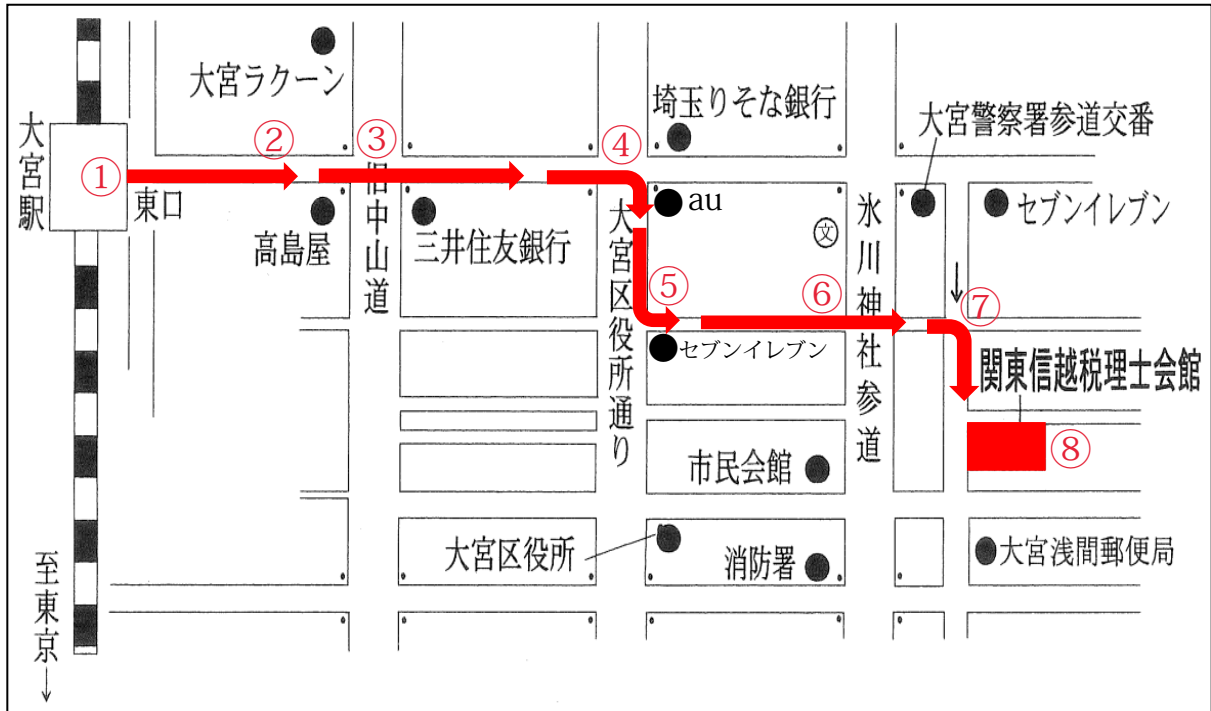 大宮ラクーン
埼玉りそな銀行
大宮警察署参道交番
大宮駅
①
②
③
④
東口
高島屋
旧中山道
三井住友銀行
大宮区役所通り
au
文
氷川神社参道
セブンイレブン
⑤
⑥
⑦
セブンイレブン
関東信越税理士会館
⑧
市民会館
大宮区役所
消防署
大宮浅間郵便局
至東京